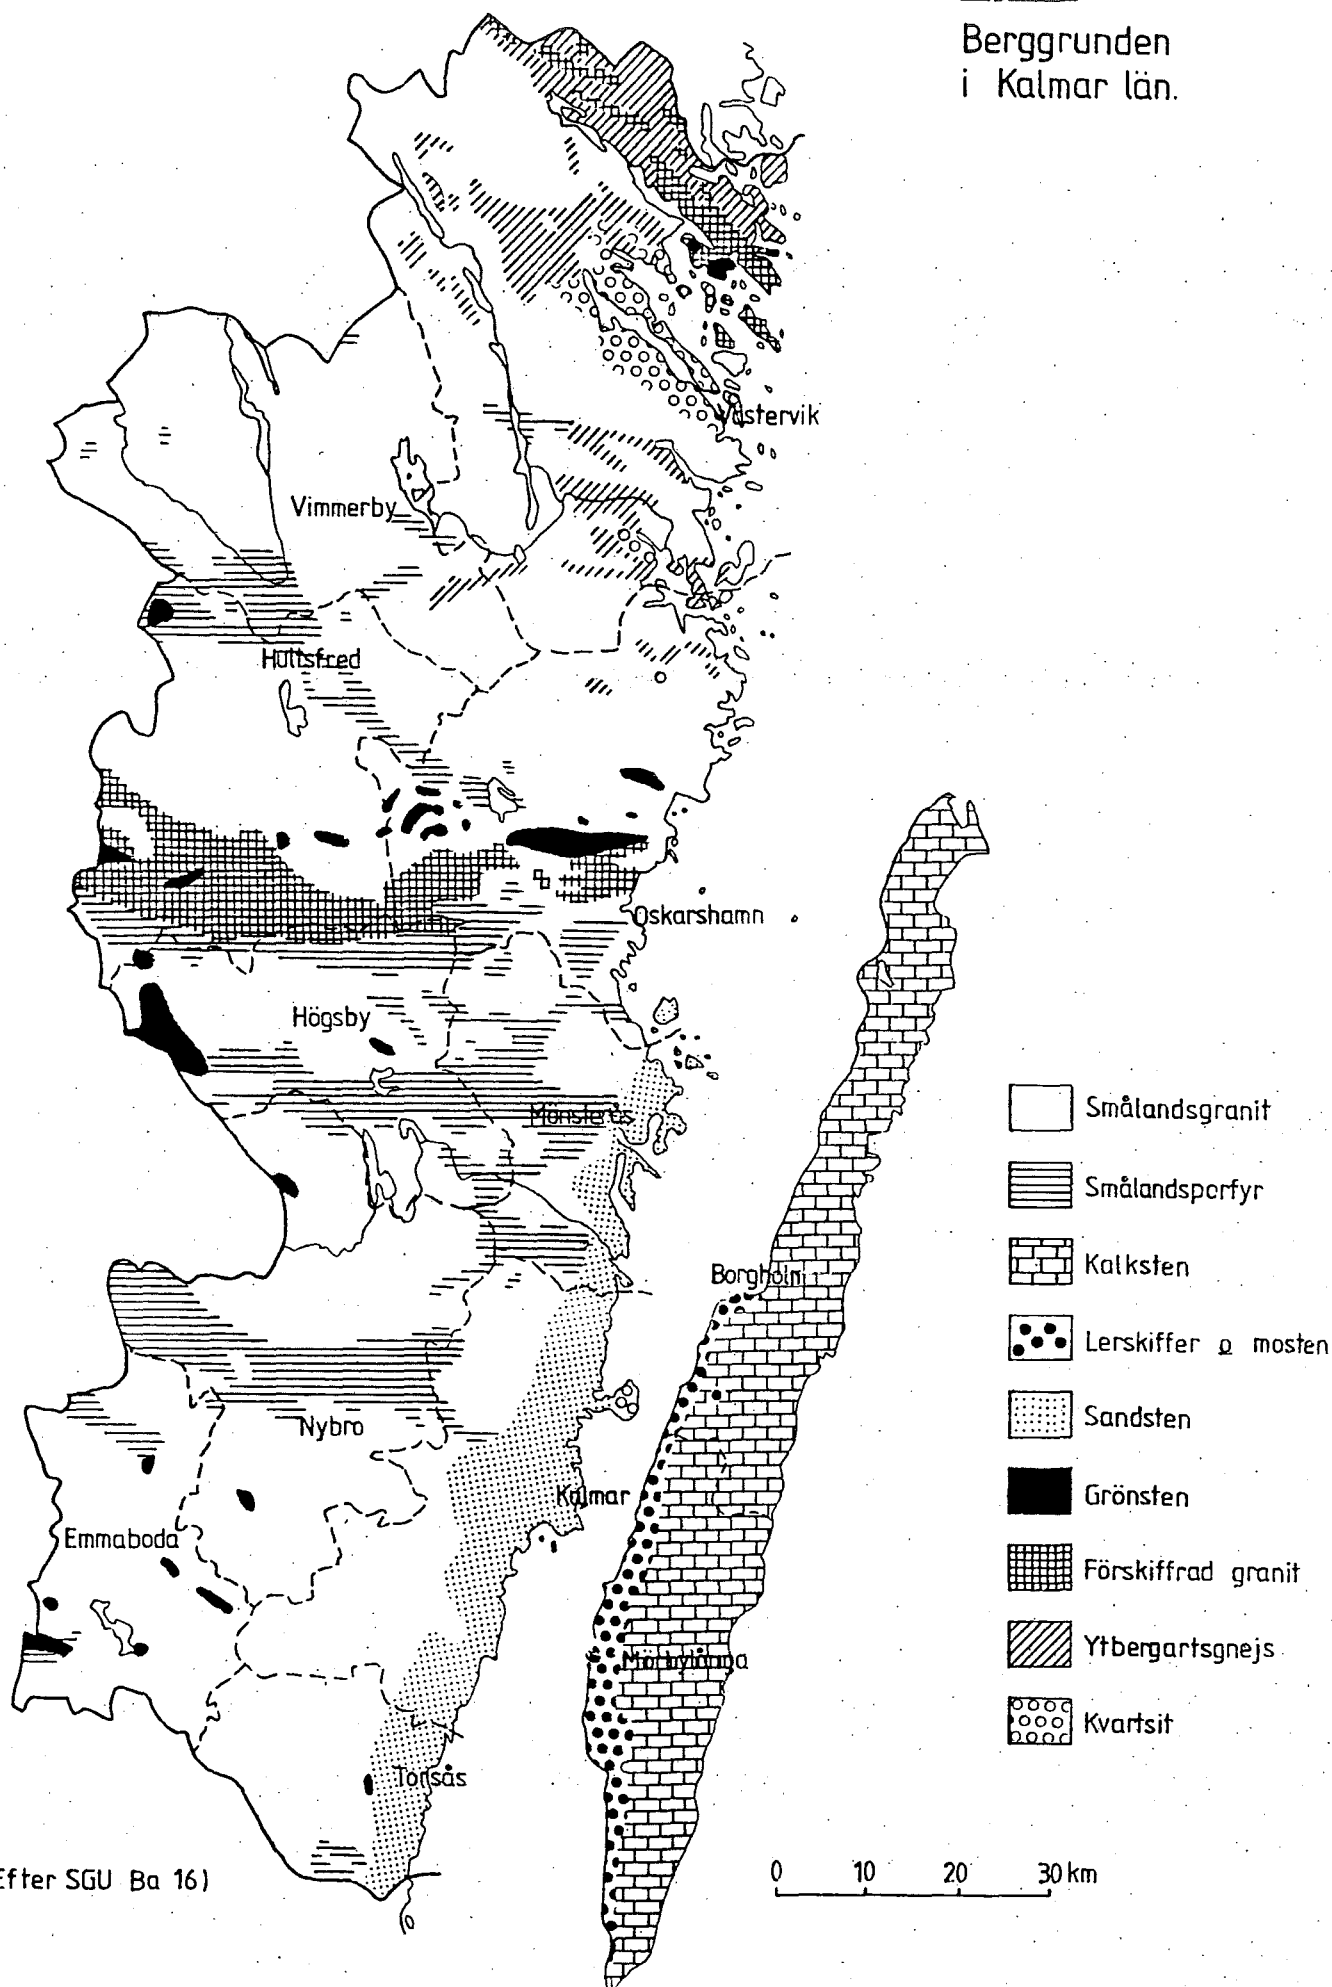 Berggrunden
i Kalmar län.
Västervik
Vimmerby
Hultsfred
Oskarshamn
Högsby
Mönsterås
Borgholm
Nybro
Kalmar
Emmaboda
Mörbylånga
Torsås
Smålandsgranit
Smålandsporfyr
Kalksten
Lerskiffer o mosten
Sandsten
Grönsten
Förskiffrad granit
Ytbergartsgnejs
Kvartsit
0 10 20 30 km
Efter SGU Ba 16)